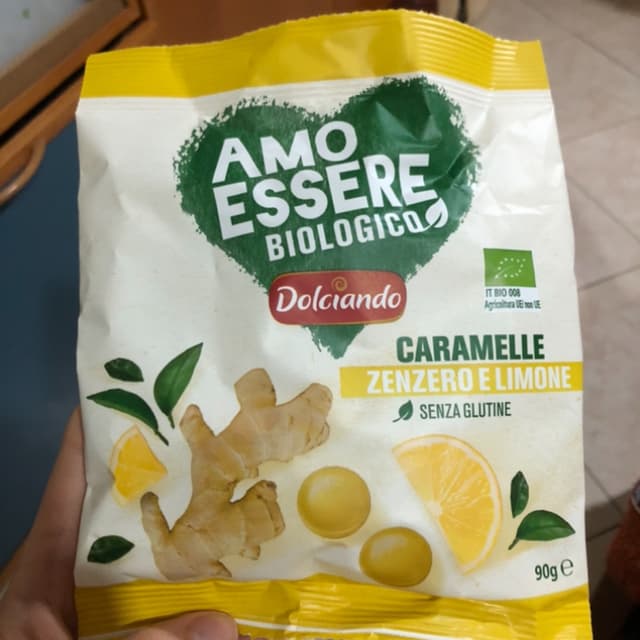 AMO
ESSERE
BIOLOGICO
Dolciando
IT BIO 008
Agricoltura UE/ non UE
CARAMELLE
ZENZERO E LIMONE
SENZA GLUTINE
90g e